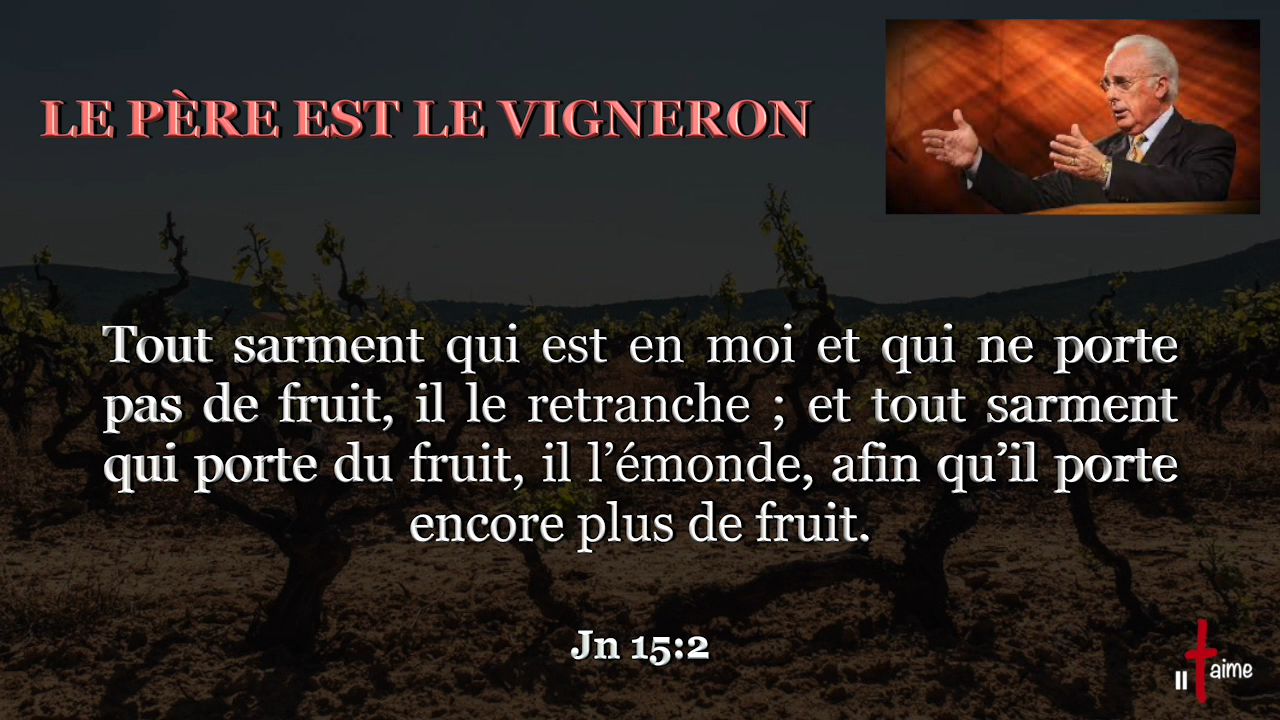 LE PÈRE EST LE VIGNERON
Tout sarment qui est en moi et qui ne porte
pas de fruit, il le retranche ; et tout sarment
qui porte du fruit, il l’émonde, afin qu’il porte
encore plus de fruit.
Jn 15:2
Il t aime